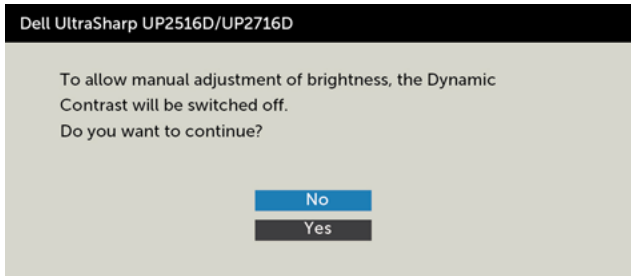 Dell UltraSharp UP2516D/UP2716D
To allow manual adjustment of brightness, the Dynamic
Contrast will be switched off.
Do you want to continue?
No
Yes